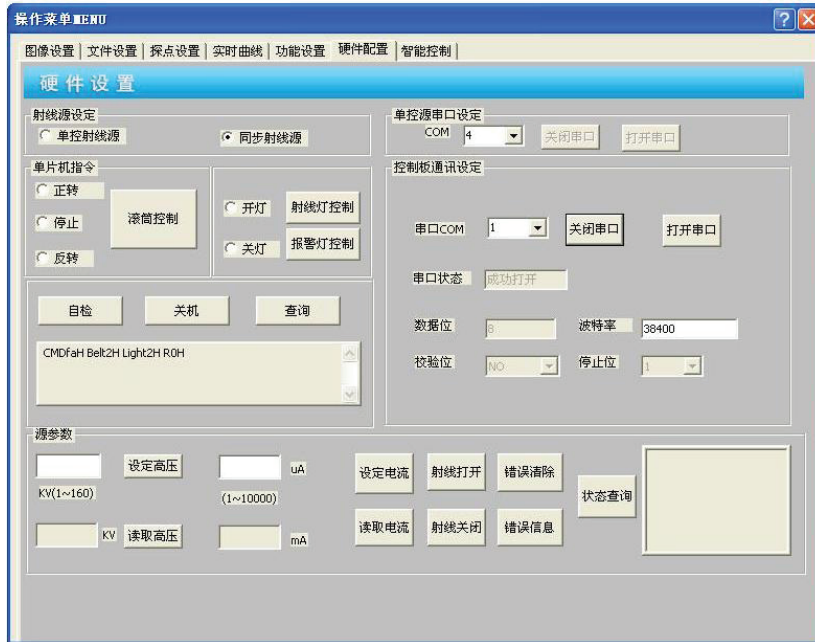 操作菜单MENU
图像设置 文件设置 探点设置 实时曲线 功能设置 硬件配置 智能控制
硬件设置
射线源设定
单控射线源 同步射线源
单控源串口设定
COM 4 关闭串口 打开串口
单片机指令
正转
停止
反转
滚筒控制
开灯 射线灯控制
关灯 报警灯控制
控制板通讯设定
串口COM 1 关闭串口 打开串口
串口状态 成功打开
数据位 8 波特率 38400
校验位 NO 停止位 1
自检 关机 查询
CMDfaH Belt2H Light2H R0H
源参数
设定高压 uA 设定电流 射线打开 错误清除
KV(1~160) (1~10000) 状态查询
KV 读取高压 mA 读取电流 射线关闭 错误信息